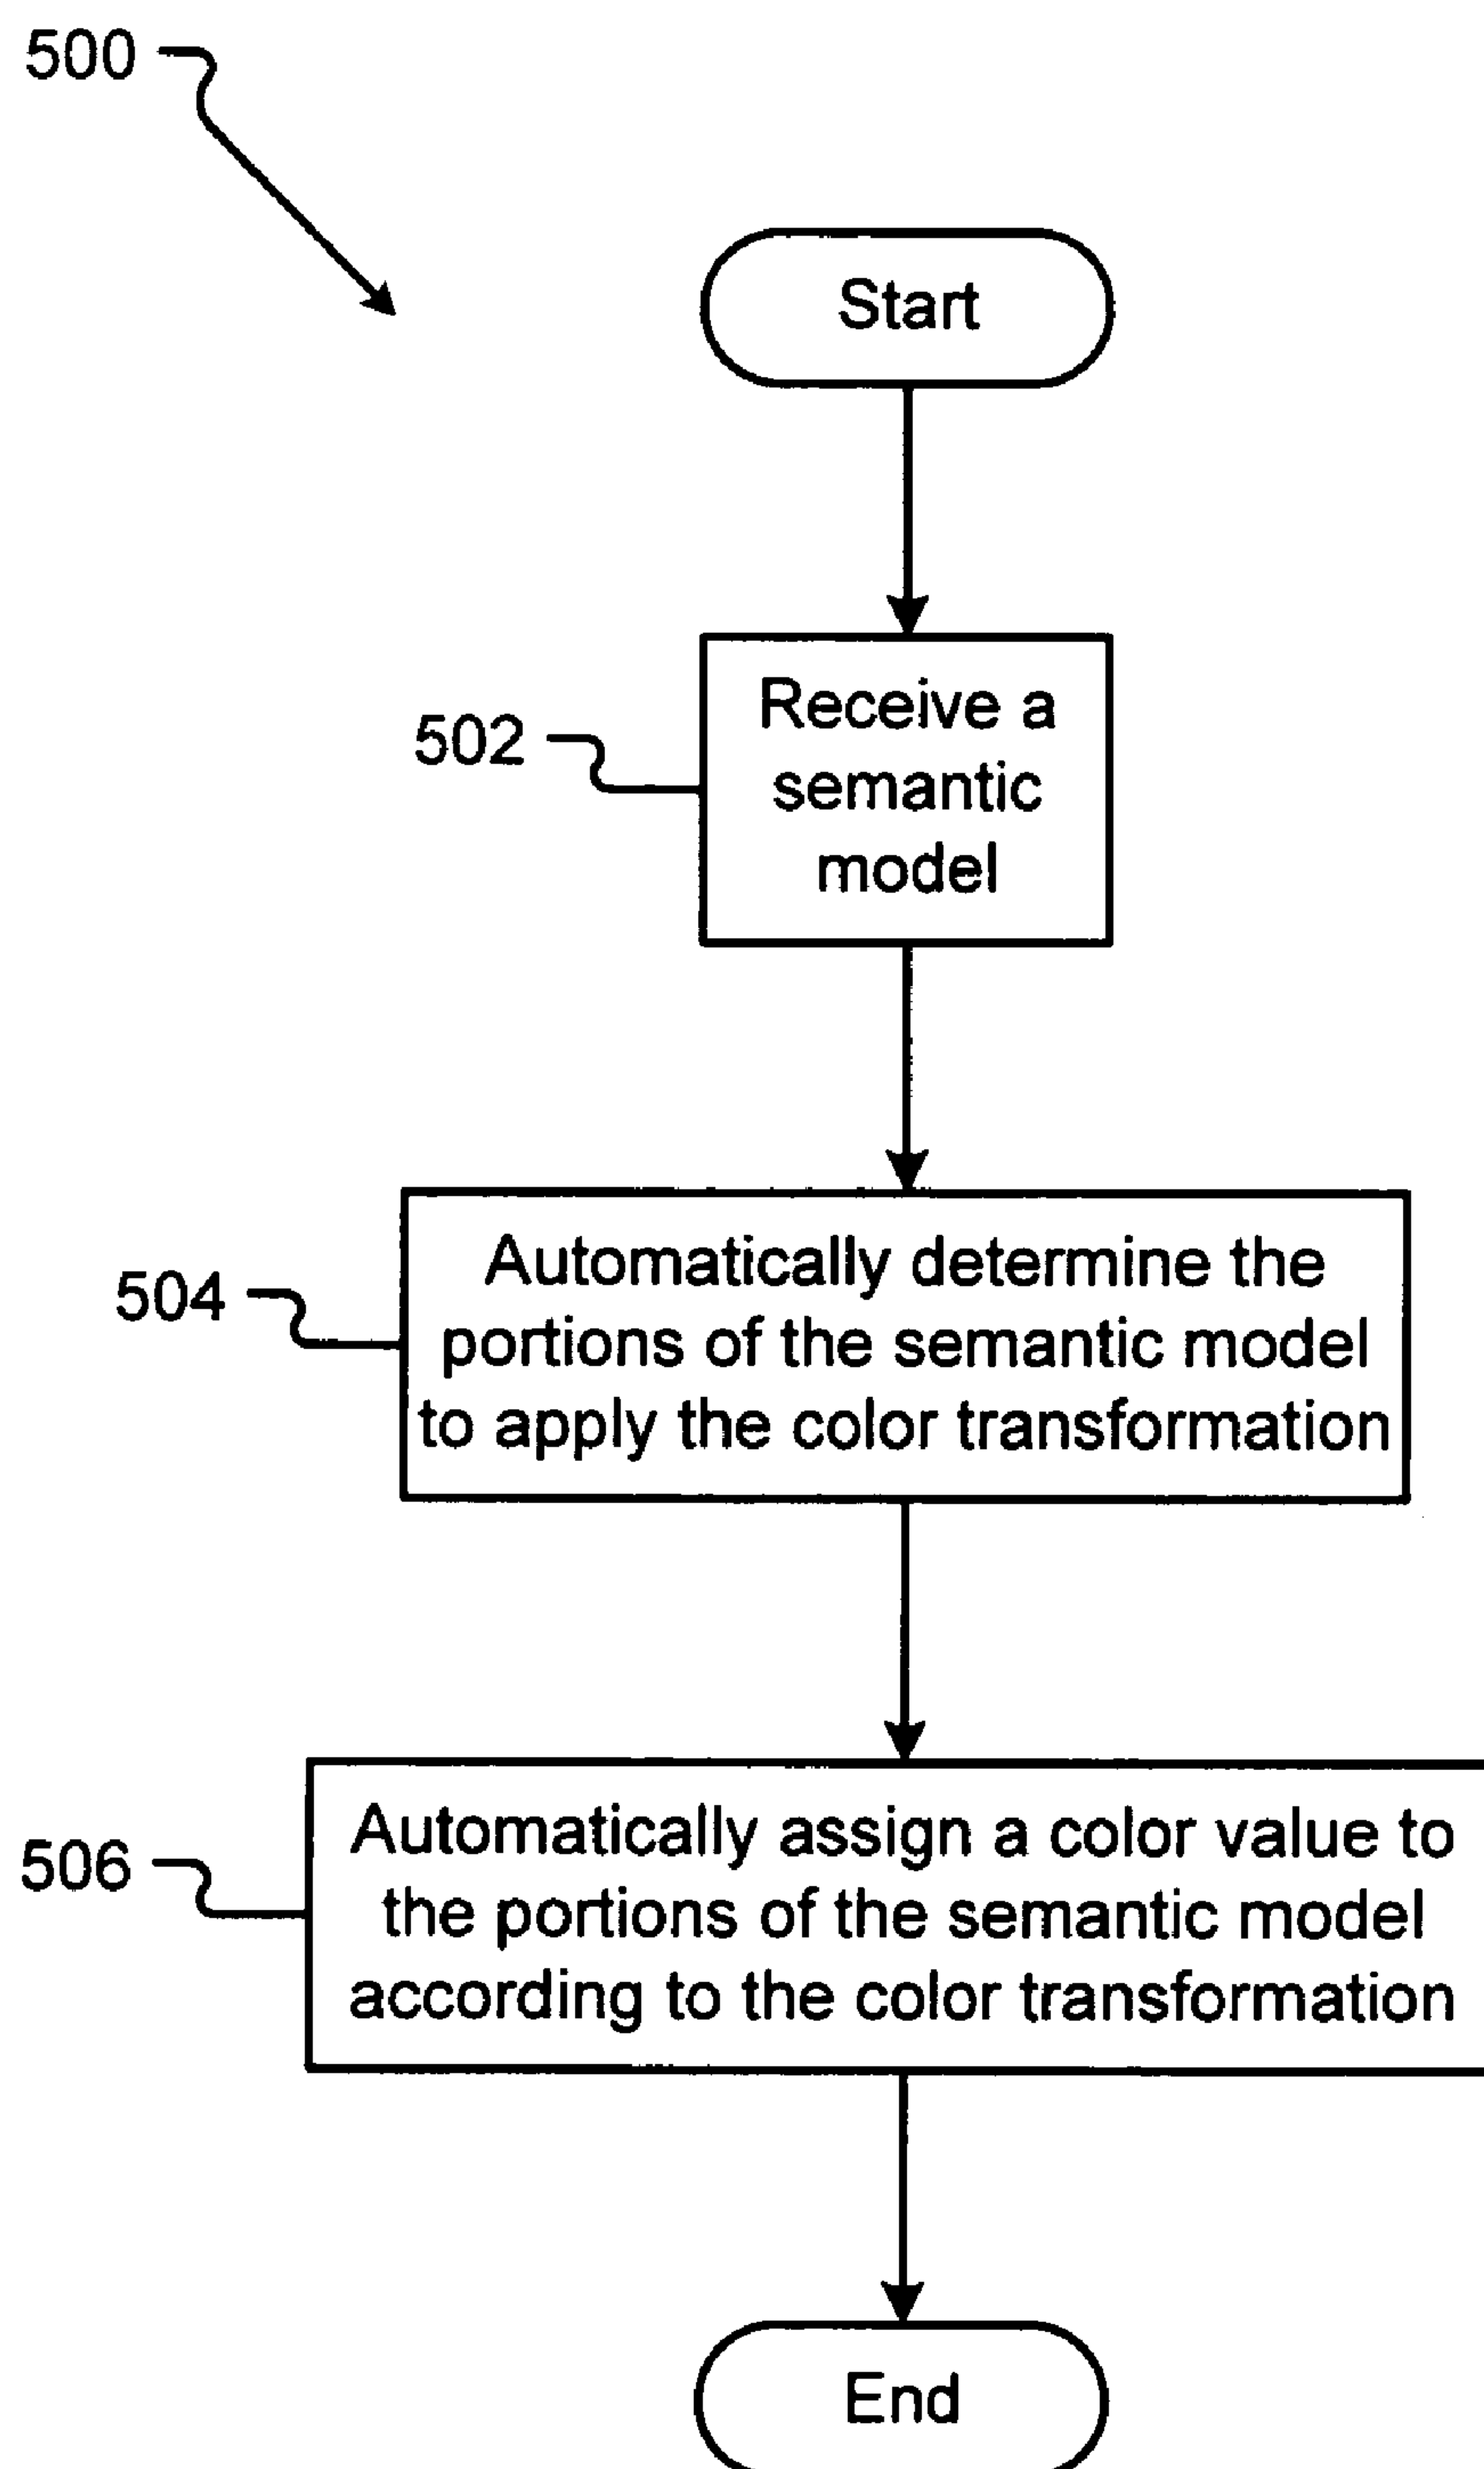 500
Start
502
Receive a
semantic
model
504
Automatically determine the
portions of the semantic model
to apply the color transformation
506
Automatically assign a color value to
the portions of the semantic model
according to the color transformation
End